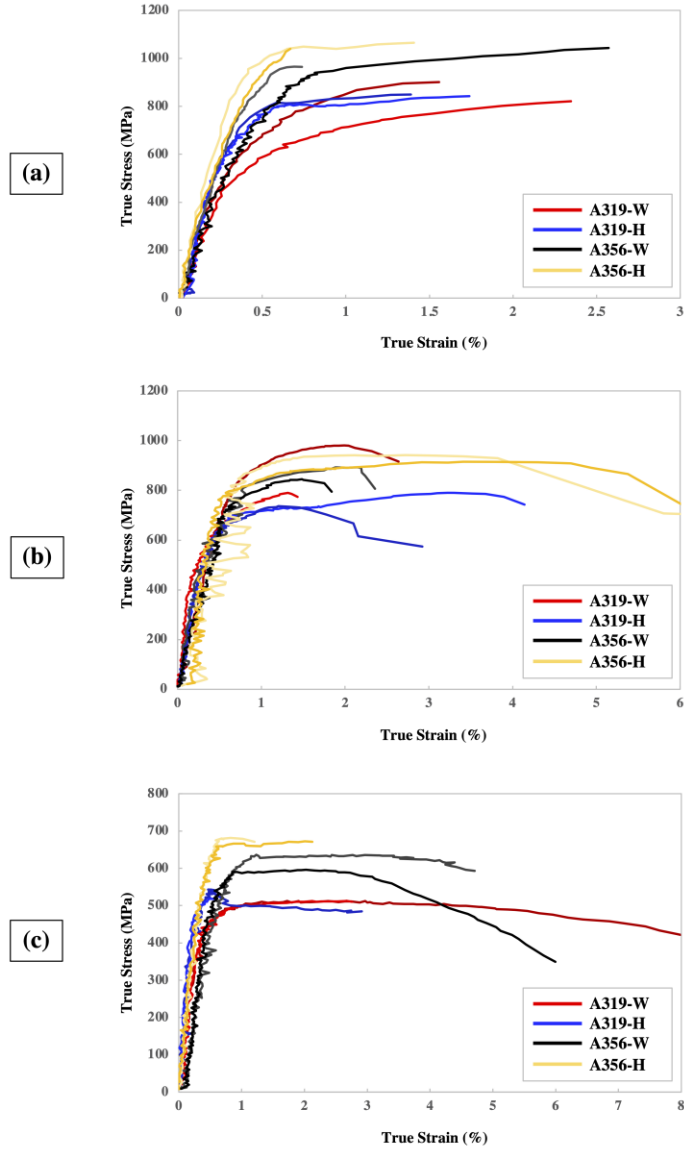 (a)
True Stress (MPa)
1200
1000
800
600
400
200
0
0 0.5 1 1.5 2 2.5 3
True Strain (%)
A319-W
A319-H
A356-W
A356-H
(b)
True Stress (MPa)
1200
1000
800
600
400
200
0
0 1 2 3 4 5 6
True Strain (%)
A319-W
A319-H
A356-W
A356-H
(c)
True Stress (MPa)
800
700
600
500
400
300
200
100
0
0 1 2 3 4 5 6 7 8
True Strain (%)
A319-W
A319-H
A356-W
A356-H